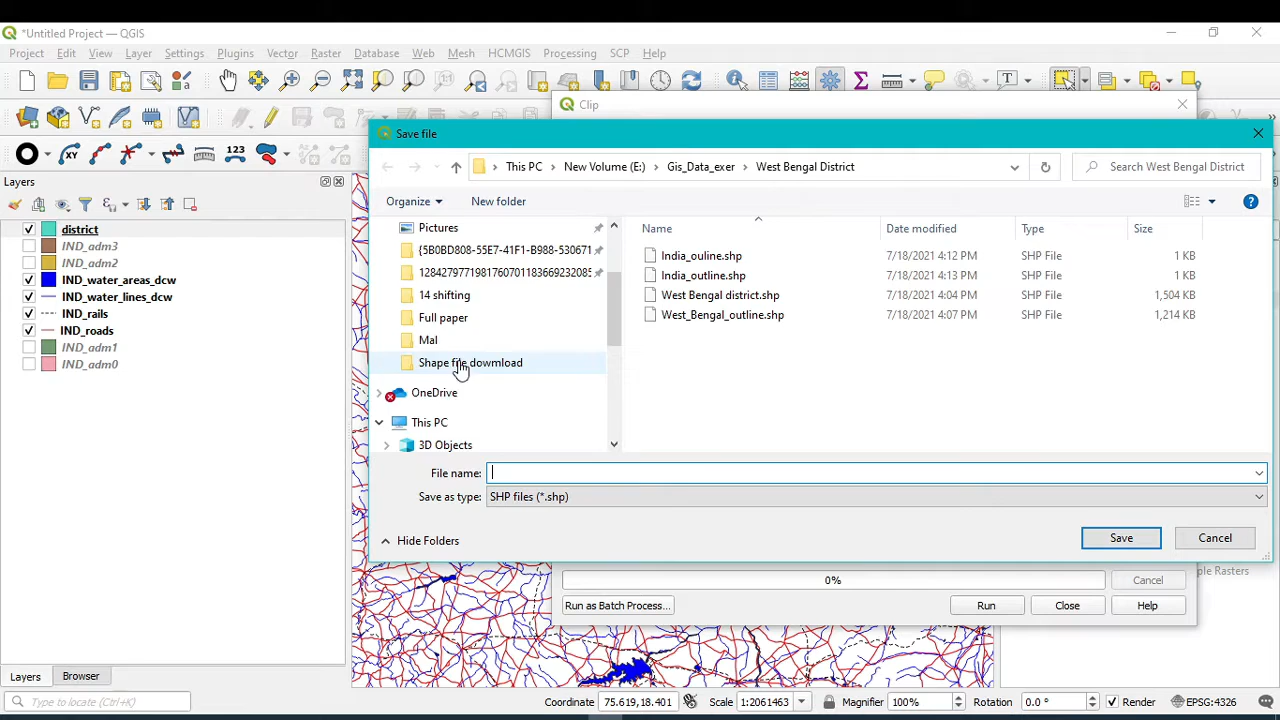 *Untitled Project — QGIS
Project Edit View Layer Settings Plugins Vector Raster Database Web Mesh HCMGIS Processing SCP Help
Clip
Save file
This PC New Volume (E:) Gis_Data_exer West Bengal District
Search West Bengal District
Organize New folder
Layers
Name Date modified Type Size
Pictures
{5B0BD808-55E7-41F1-B988-530671
128427977198176070118366923208
14 shifting
Full paper
Mal
Shape file dowmload
OneDrive
This PC
3D Objects
India_ouline.shp 7/18/2021 4:12 PM SHP File 1 KB
India_outline.shp 7/18/2021 4:13 PM SHP File 1 KB
West Bengal district.shp 7/18/2021 4:04 PM SHP File 1,504 KB
West_Bengal_outline.shp 7/18/2021 4:07 PM SHP File 1,214 KB
district
IND_adm3
IND_adm2
IND_water_areas_dcw
IND_water_lines_dcw
IND_rails
IND_roads
IND_adm1
IND_adm0
File name:
Save as type: SHP files (*.shp)
Hide Folders
Save Cancel
0% Cancel
Rasters
Run as Batch Process... Run Close Help
Layers Browser
Type to locate (Ctrl+K) Coordinate 75.619,18.401 Scale 1:2061463 Magnifier 100% Rotation 0.0 ° Render EPSG:4326